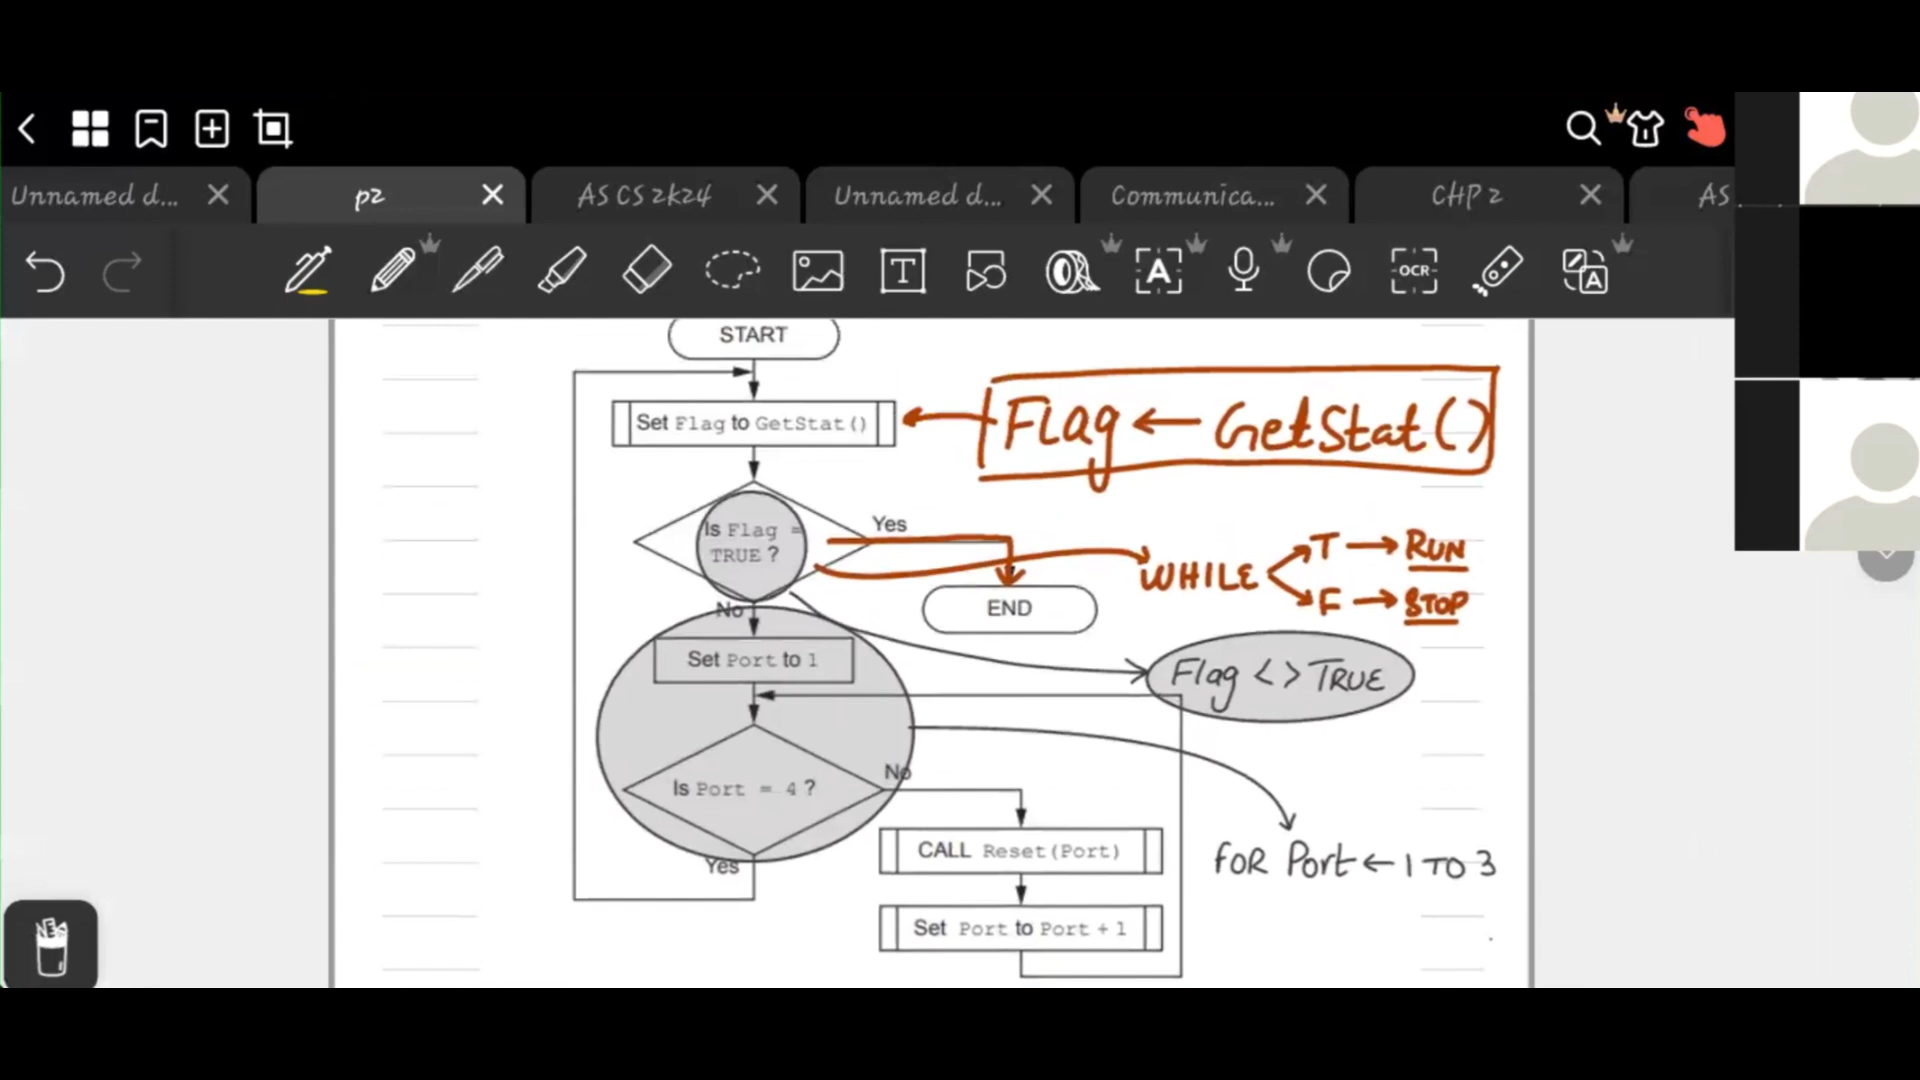 Unnamed d...
p2
AS CS 2k24
Unnamed d...
Communica...
CHP 2
AS
T
A
OCR
A
START
Set Flag to GetStat()
FLag ← GetStat()
Is Flag =
TRUE ?
Yes
No
END
WHILE
T → RUN
F → STOP
Set Port to 1
Flag <> TRUE
Is Port = 4 ?
No
Yes
CALL Reset(Port)
FOR Port ← 1 TO 3
Set Port to Port + 1